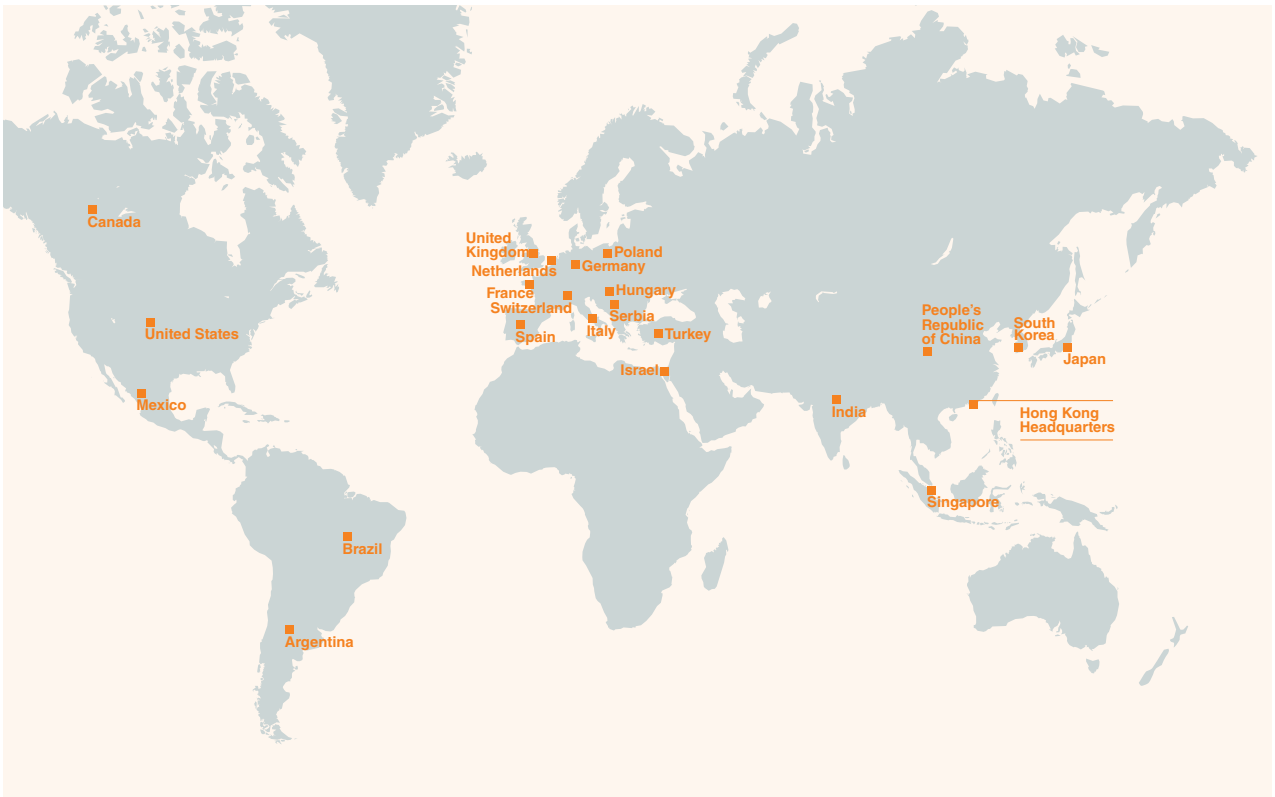 Canada
United States
Mexico
Brazil
Argentina
United
Kingdom
Netherlands
France
Switzerland
Spain
Poland
Germany
Hungary
Serbia
Italy
Turkey
Israel
India
People's
Republic
of China
South
Korea
Japan
Hong Kong
Headquarters
Singapore